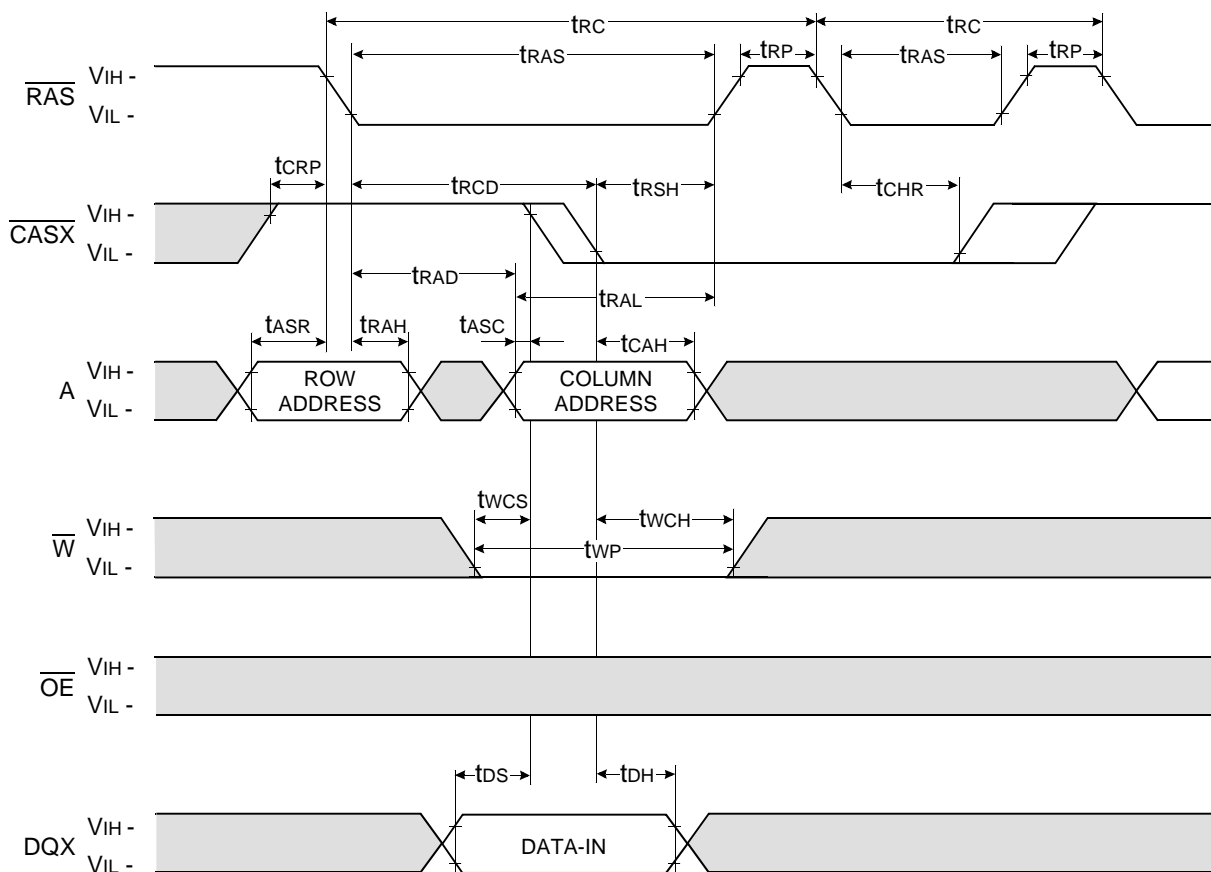 tRC tRC
tRAS tRP tRAS tRP
RAS VIH -
VIL -
tCRP tRCD tRSH tCHR
CASX VIH -
VIL -
tRAD tRAL
tASR tRAH tASC tCAH
A VIH -
VIL -
ROW
ADDRESS
COLUMN
ADDRESS
tWCS tWCH
tWP
W VIH -
VIL -
OE VIH -
VIL -
tDS tDH
DQX VIH -
VIL -
DATA-IN